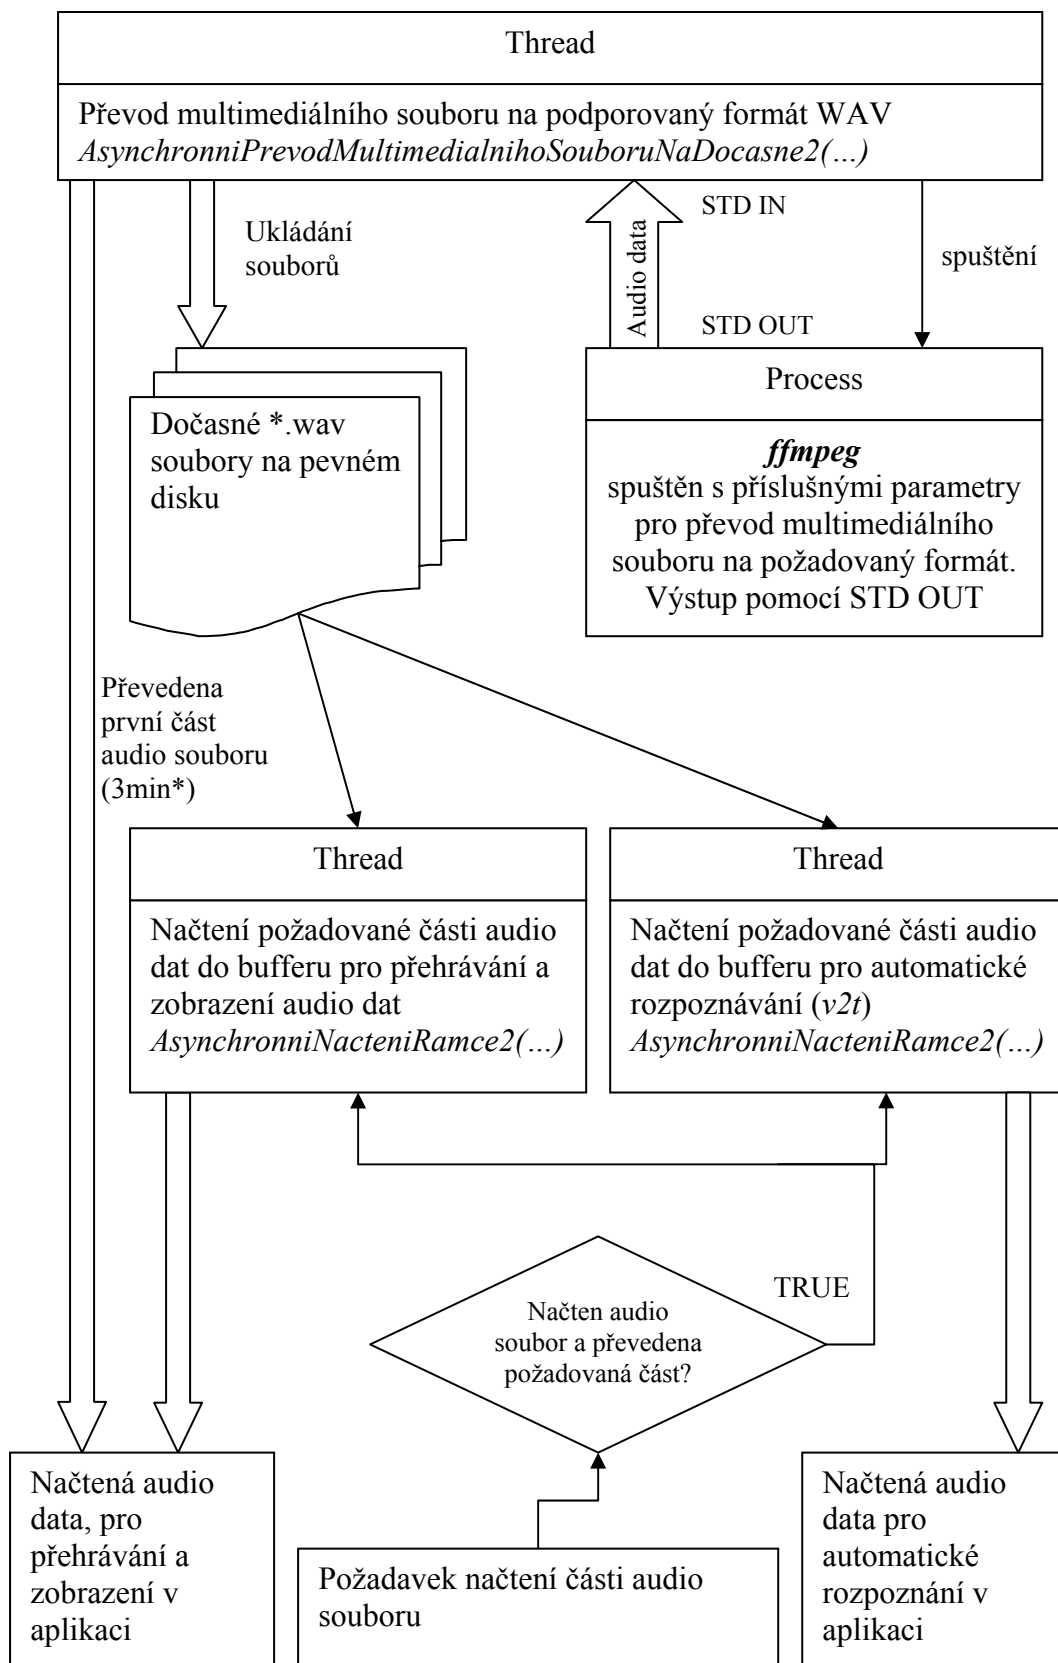 Thread
Převod multimediálního souboru na podporovaný formát WAV
AsynchronniPrevodMultimedialnihoSouboruNaDocasne2(…)
Ukládání
souborů
Audio data
STD IN
STD OUT
spuštění
Dočasné *.wav
soubory na pevném
disku
Process
ffmpeg
spuštěn s příslušnými parametry
pro převod multimediálního
souboru na požadovaný formát.
Výstup pomocí STD OUT
Převedena
první část
audio souboru
(3min*)
Thread
Načtení požadované části audio
dat do bufferu pro přehrávání a
zobrazení audio dat
AsynchronniNacteniRamce2(…)
Thread
Načtení požadované části audio
dat do bufferu pro automatické
rozpoznávání (v2t)
AsynchronniNacteniRamce2(…)
TRUE
Načten audio
soubor a převedena
požadovaná část?
Načtená audio
data, pro
přehrávání a
zobrazení v
aplikaci
Požadavek načtení části audio
souboru
Načtená audio
data pro
automatické
rozpoznání v
aplikaci